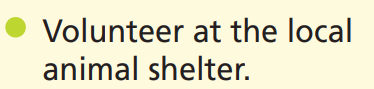 Volunteer at the local
animal shelter.